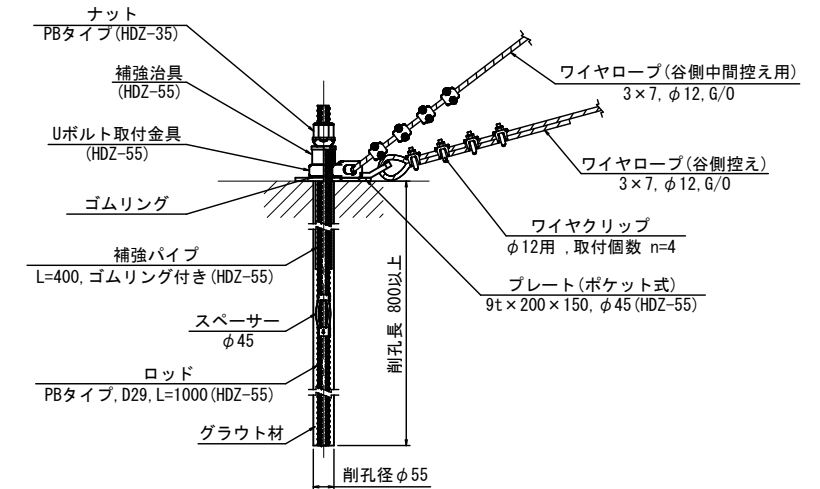 ナット
PBタイプ(HDZ-35)
補強治具
(HDZ-55)
Uボルト取付金具
(HDZ-55)
ゴムリング
補強パイプ
L=400,ゴムリング付き(HDZ-55)
スペーサー
φ45
ロッド
PBタイプ,D29,L=1000(HDZ-55)
グラウト材
ワイヤロープ(谷側中間控え用)
3×7,φ12,G/O
ワイヤロープ(谷側控え)
3×7,φ12,G/O
ワイヤクリップ
φ12用 ,取付個数 n=4
プレート(ポケット式)
9t×200×150,φ45(HDZ-55)
削孔長 800以上
削孔径φ55